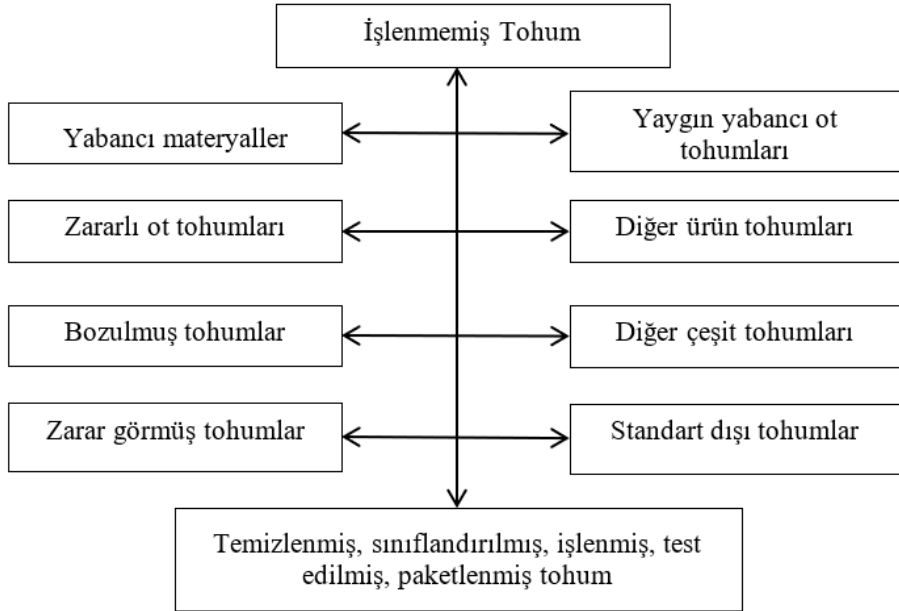 İşlenmemiş Tohum
Yabancı materyaller
Yaygın yabancı ot
tohumları
Zararlı ot tohumları
Diğer ürün tohumları
Bozulmuş tohumlar
Diğer çeşit tohumları
Zarar görmüş tohumlar
Standart dışı tohumlar
Temizlenmiş, sınıflandırılmış, işlenmiş, test
edilmiş, paketlenmiş tohum